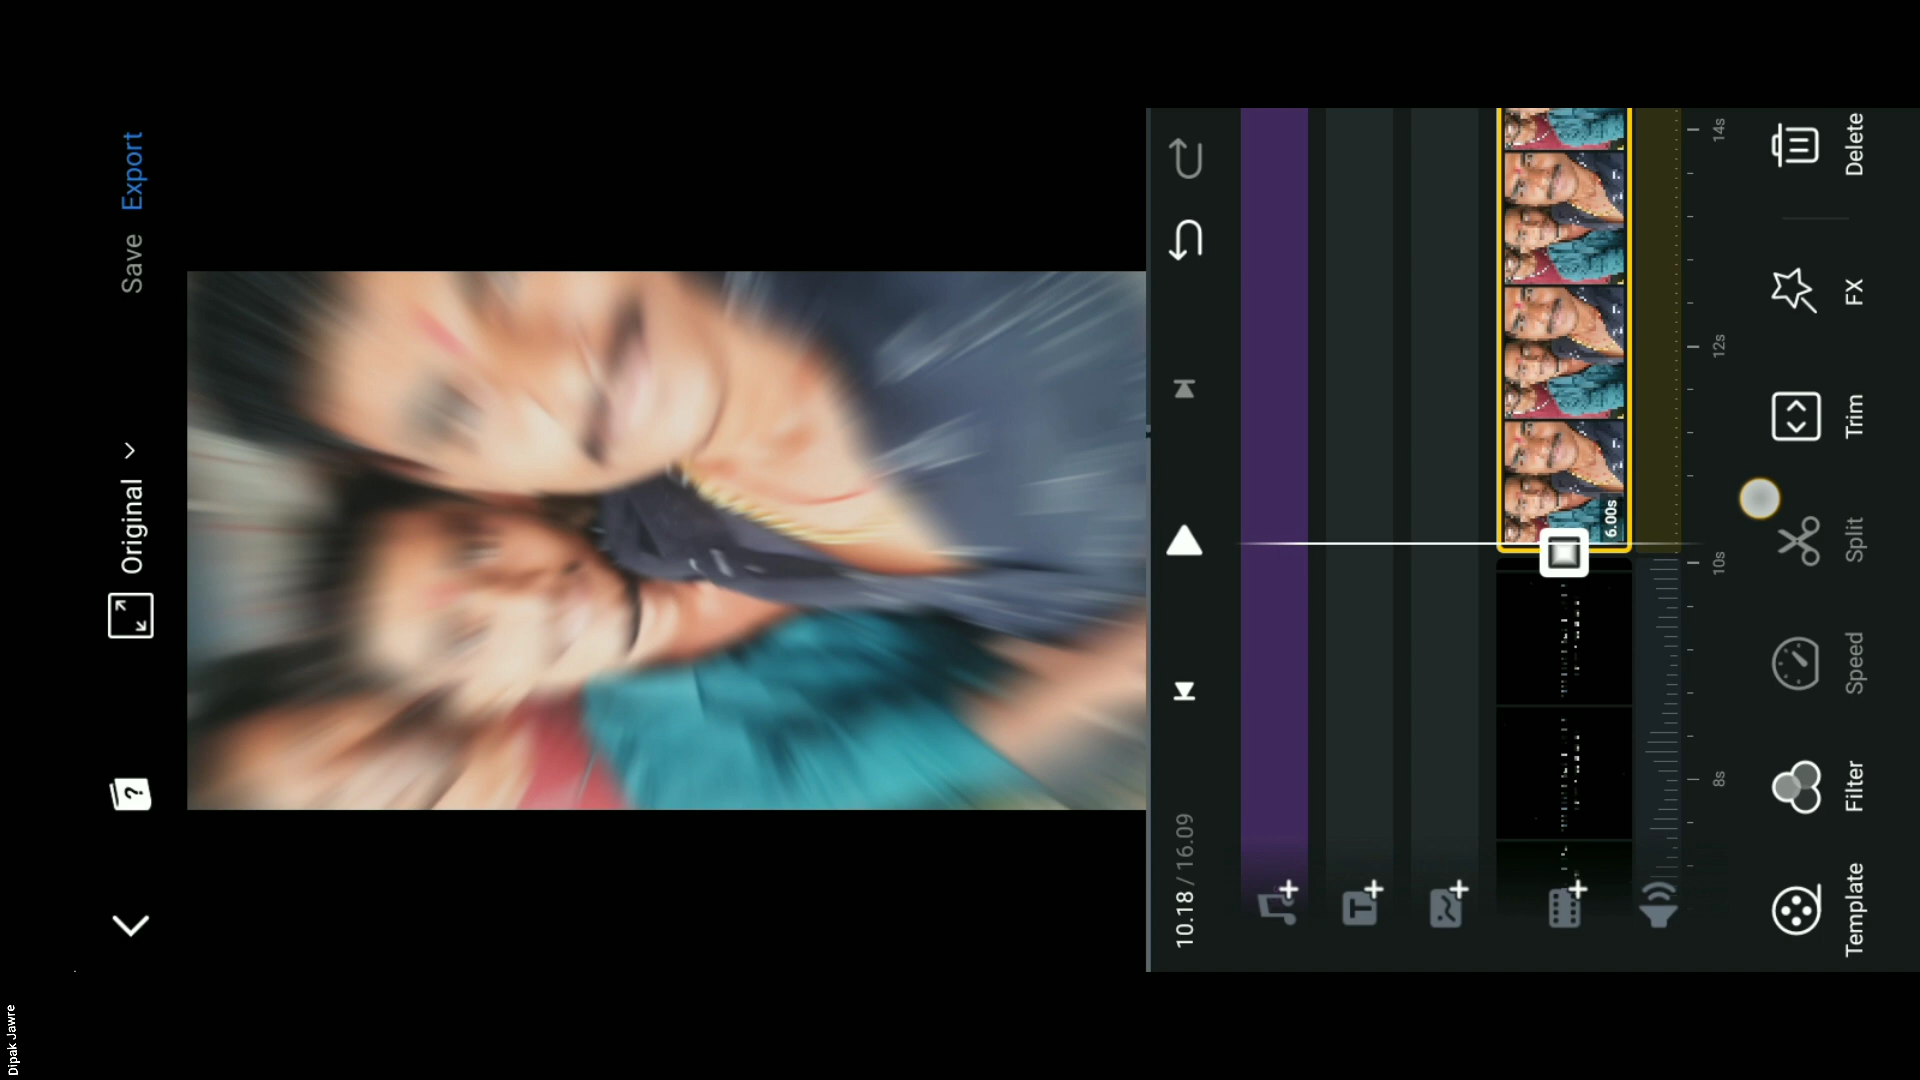 Original
Save
Export
?
10.18 / 16.09
T
6.00s
8s
10s
12s
14s
Template
Filter
Speed
Split
Trim
FX
Delete
Dipak Jawre